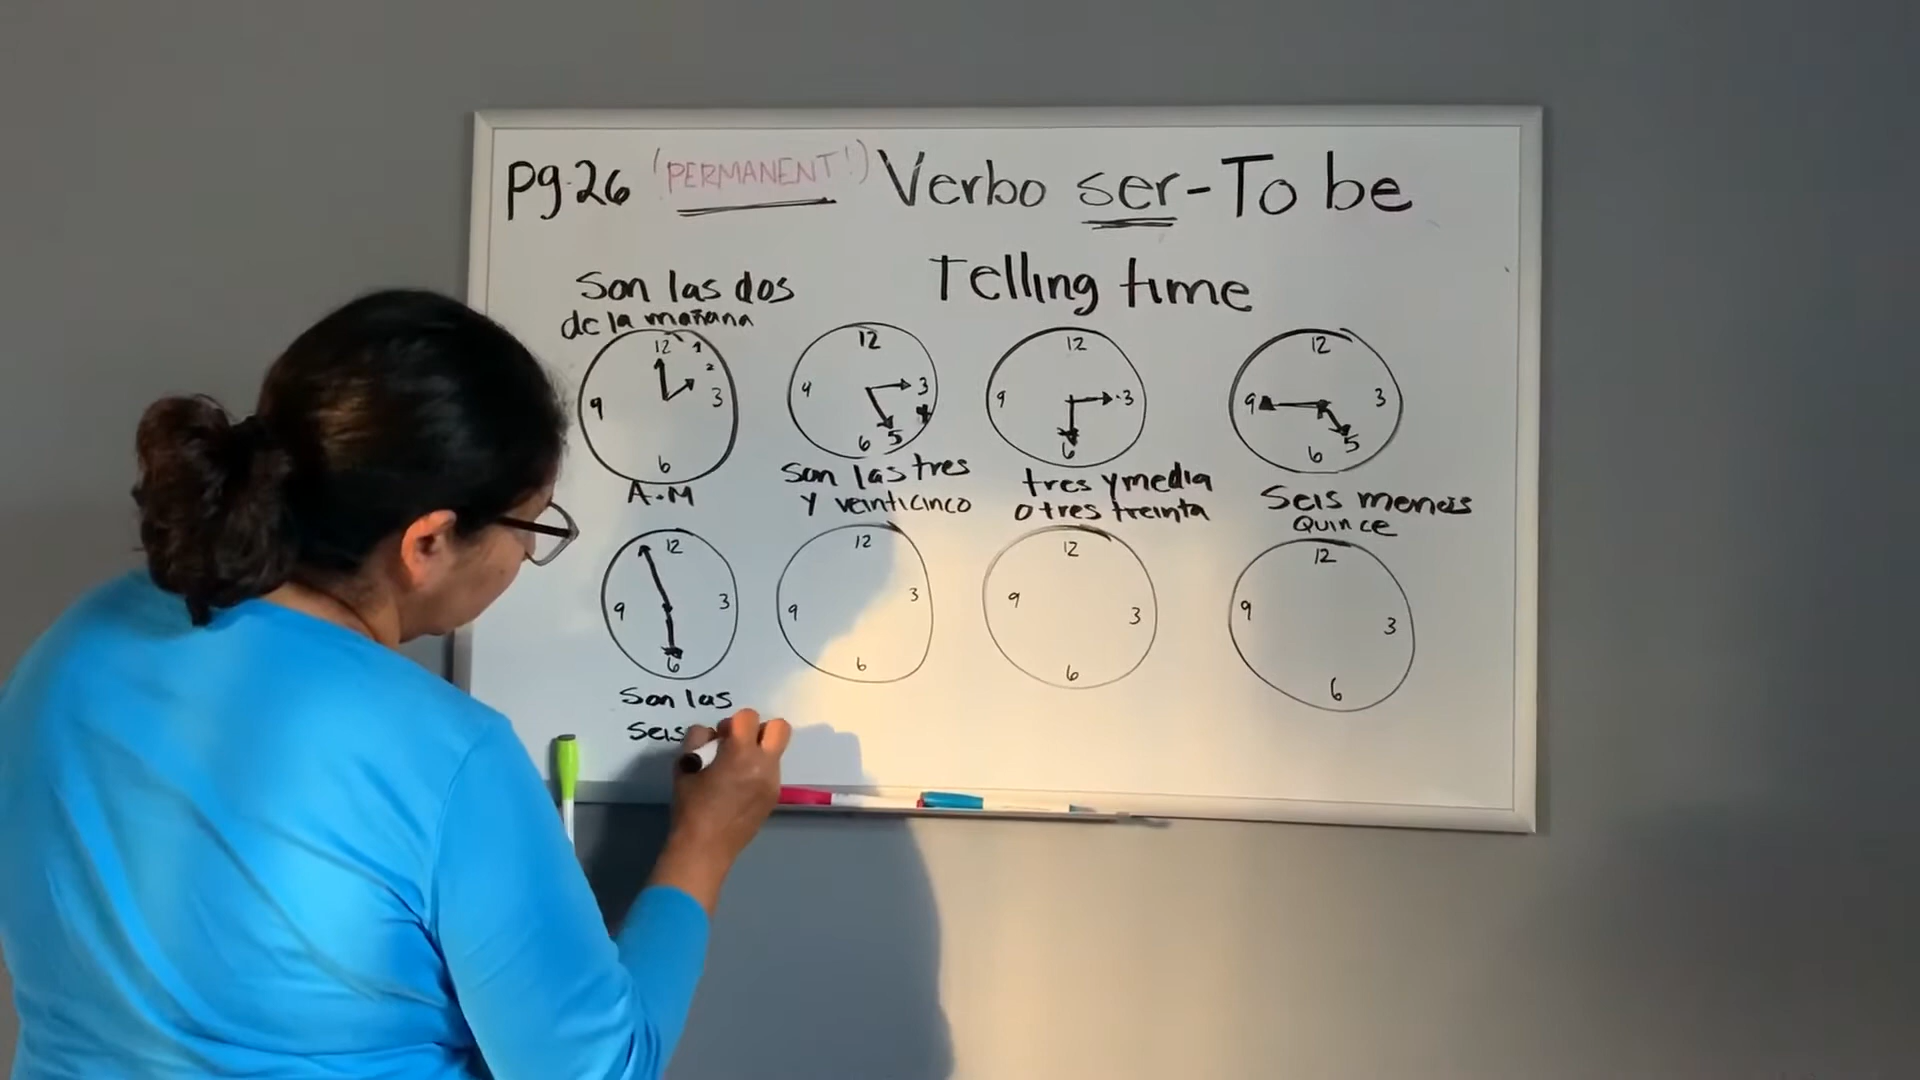 pg.26 (PERMANENT!) Verbo ser-To be
Telling time
Son las dos
de la mañana
12 1 2 3 6 9
A.M
12 3 4 5 6 9
Son las tres
y veinticinco
12 3 6 9
tres y media
o tres treinta
12 3 5 6 9
Seis menos
Quince
12 3 6 9
Son las
Seis
12 3 6 9
12 3 6 9
12 3 6 9